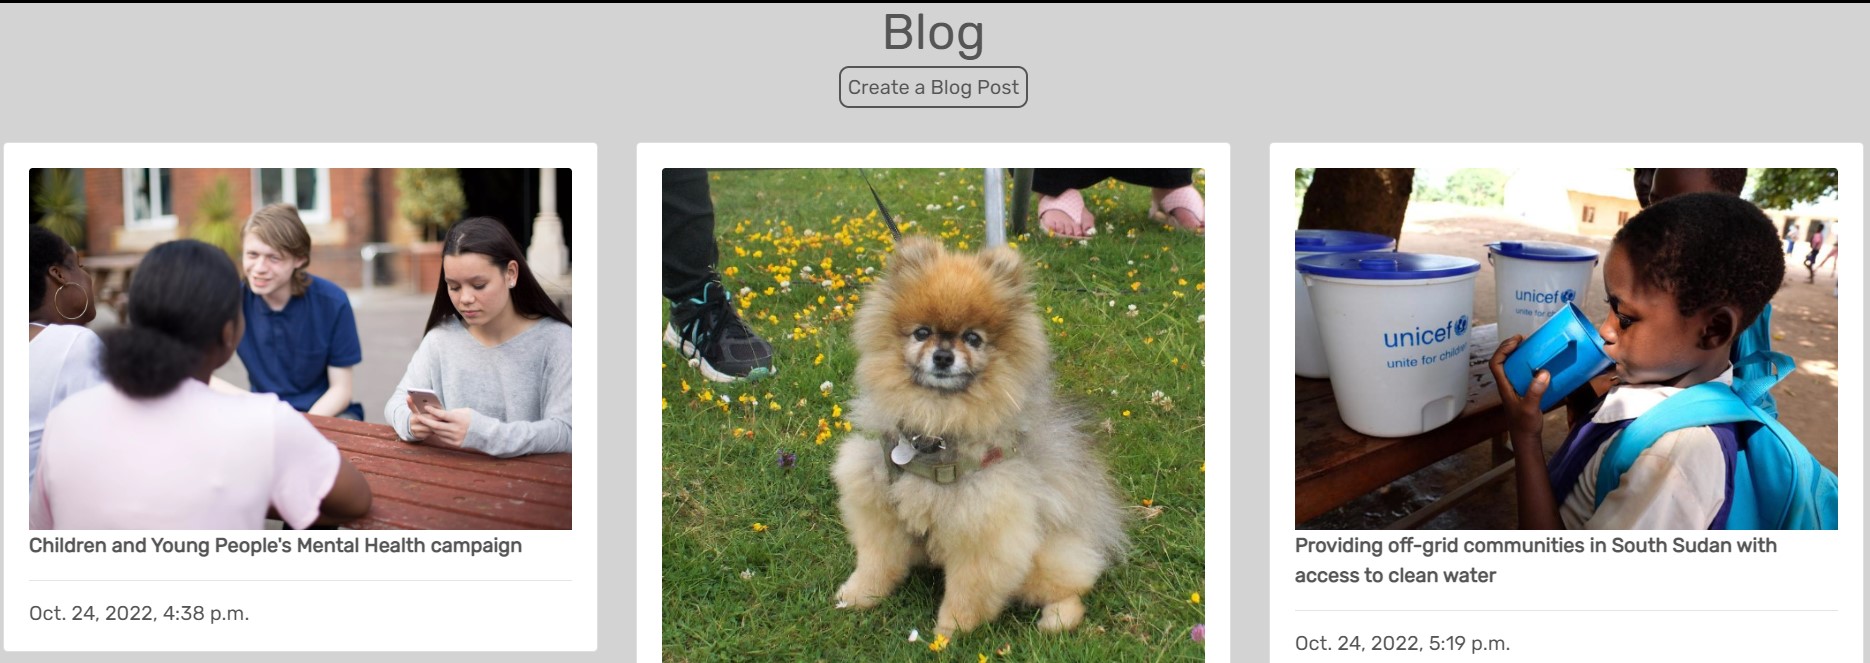 Blog
Create a Blog Post
Children and Young People's Mental Health campaign
Oct. 24, 2022, 4:38 p.m.
unicef
unite for children
unicef
unite for
Providing off-grid communities in South Sudan with
access to clean water
Oct. 24, 2022, 5:19 p.m.